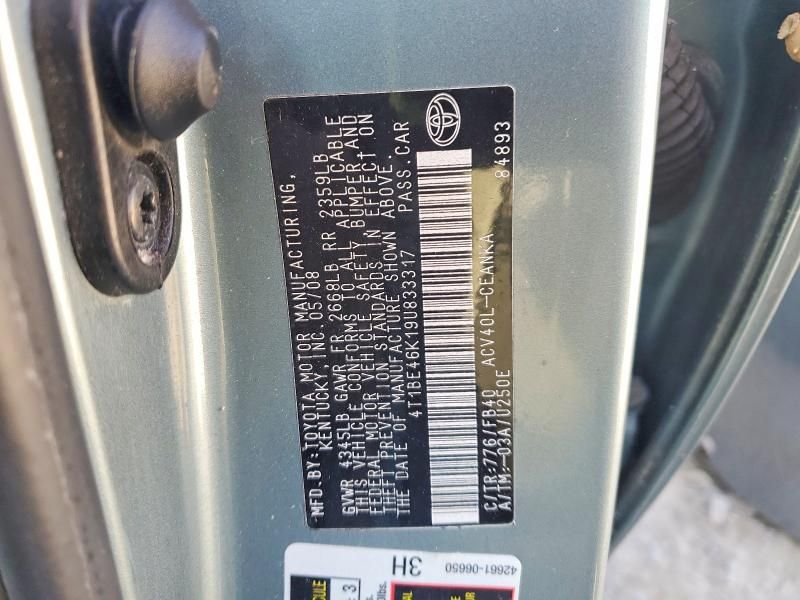 MFD.BY: TOYOTA MOTOR MANUFACTURING,
KENTUCKY, INC. 05/08
GVWR 4345LB GAWR FR 2668LB RR 2359LB
THIS VEHICLE CONFORMS TO ALL APPLICABLE
FEDERAL MOTOR VEHICLE SAFETY, BUMPER AND
THEFT PREVENTION STANDARDS IN EFFECT ON
THE DATE OF MANUFACTURE SHOWN ABOVE.
4T1BE46K19U833317 PASS.CAR
C/TR:776/FB40 ACV40L-CEANKA
A/TM:-03A/U250E 84893
3H
42661-06650
3